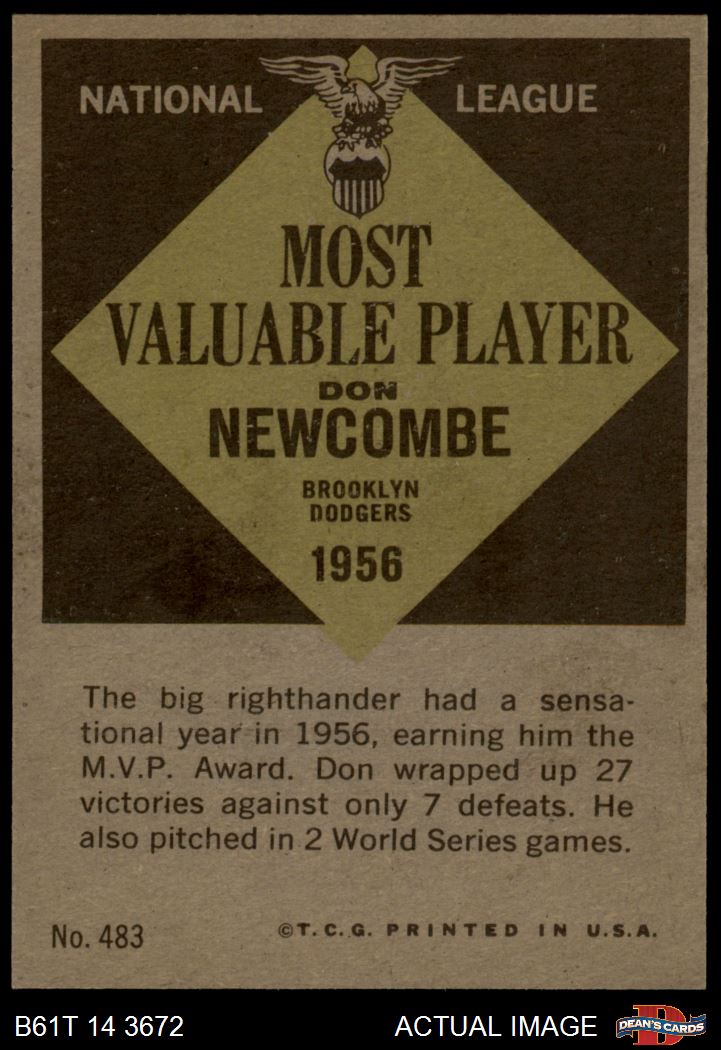 NATIONAL LEAGUE
MOST
VALUABLE PLAYER
DON
NEWCOMBE
BROOKLYN
DODGERS
1956
The big righthander had a sensa-
tional year in 1956, earning him the
M.V.P. Award. Don wrapped up 27
victories against only 7 defeats. He
also pitched in 2 World Series games.
No. 483 ©T.C.G. PRINTED IN U.S.A.
B61T 14 3672 ACTUAL IMAGE D DEAN'S CARDS